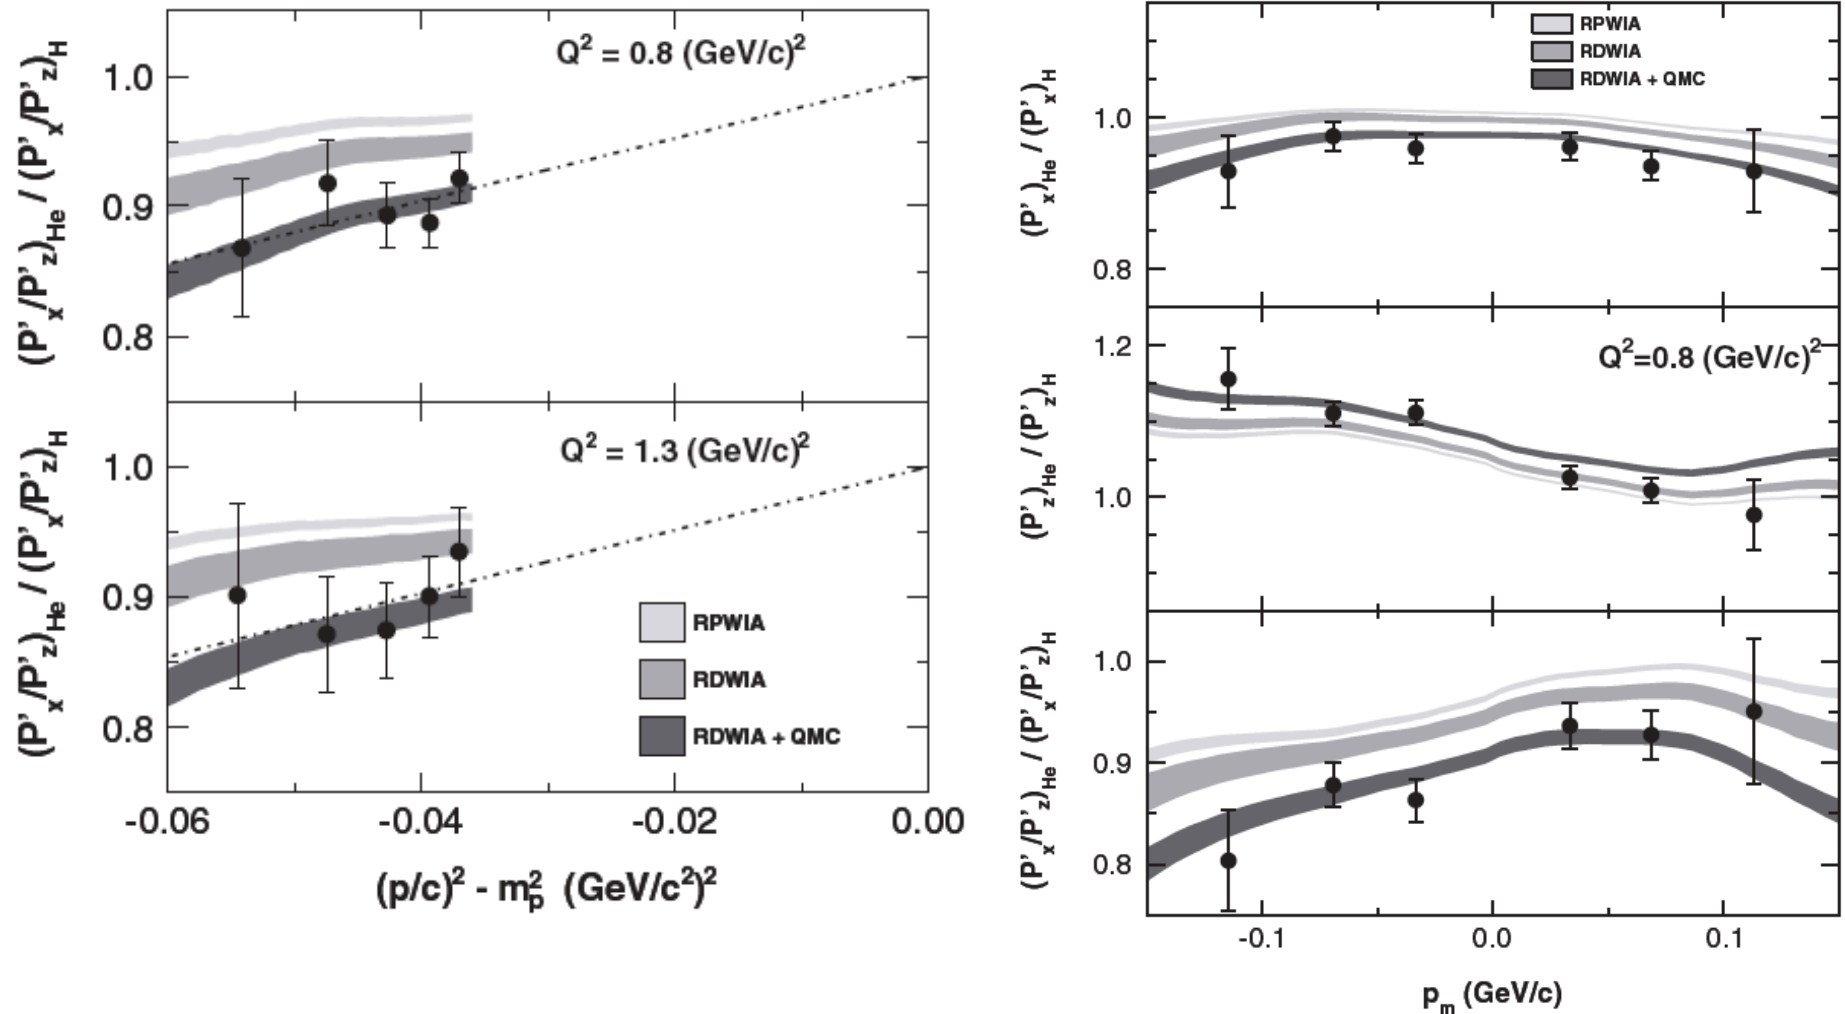 (P'x/P'z)He / (P'x/P'z)H
1.0
0.9
0.8
Q² = 0.8 (GeV/c)²
(P'x/P'z)He / (P'x/P'z)H
1.0
0.9
0.8
Q² = 1.3 (GeV/c)²
RPWIA
RDWIA
RDWIA + QMC
-0.06 -0.04 -0.02 0.00
(p/c)² - m²p (GeV/c²)²
(P'x)He / (P'x)H
1.0
0.8
RPWIA
RDWIA
RDWIA + QMC
(P'z)He / (P'z)H
1.2
1.0
Q²=0.8 (GeV/c)²
(P'x/P'z)He / (P'x/P'z)H
1.0
0.9
0.8
-0.1 0.0 0.1
pm (GeV/c)